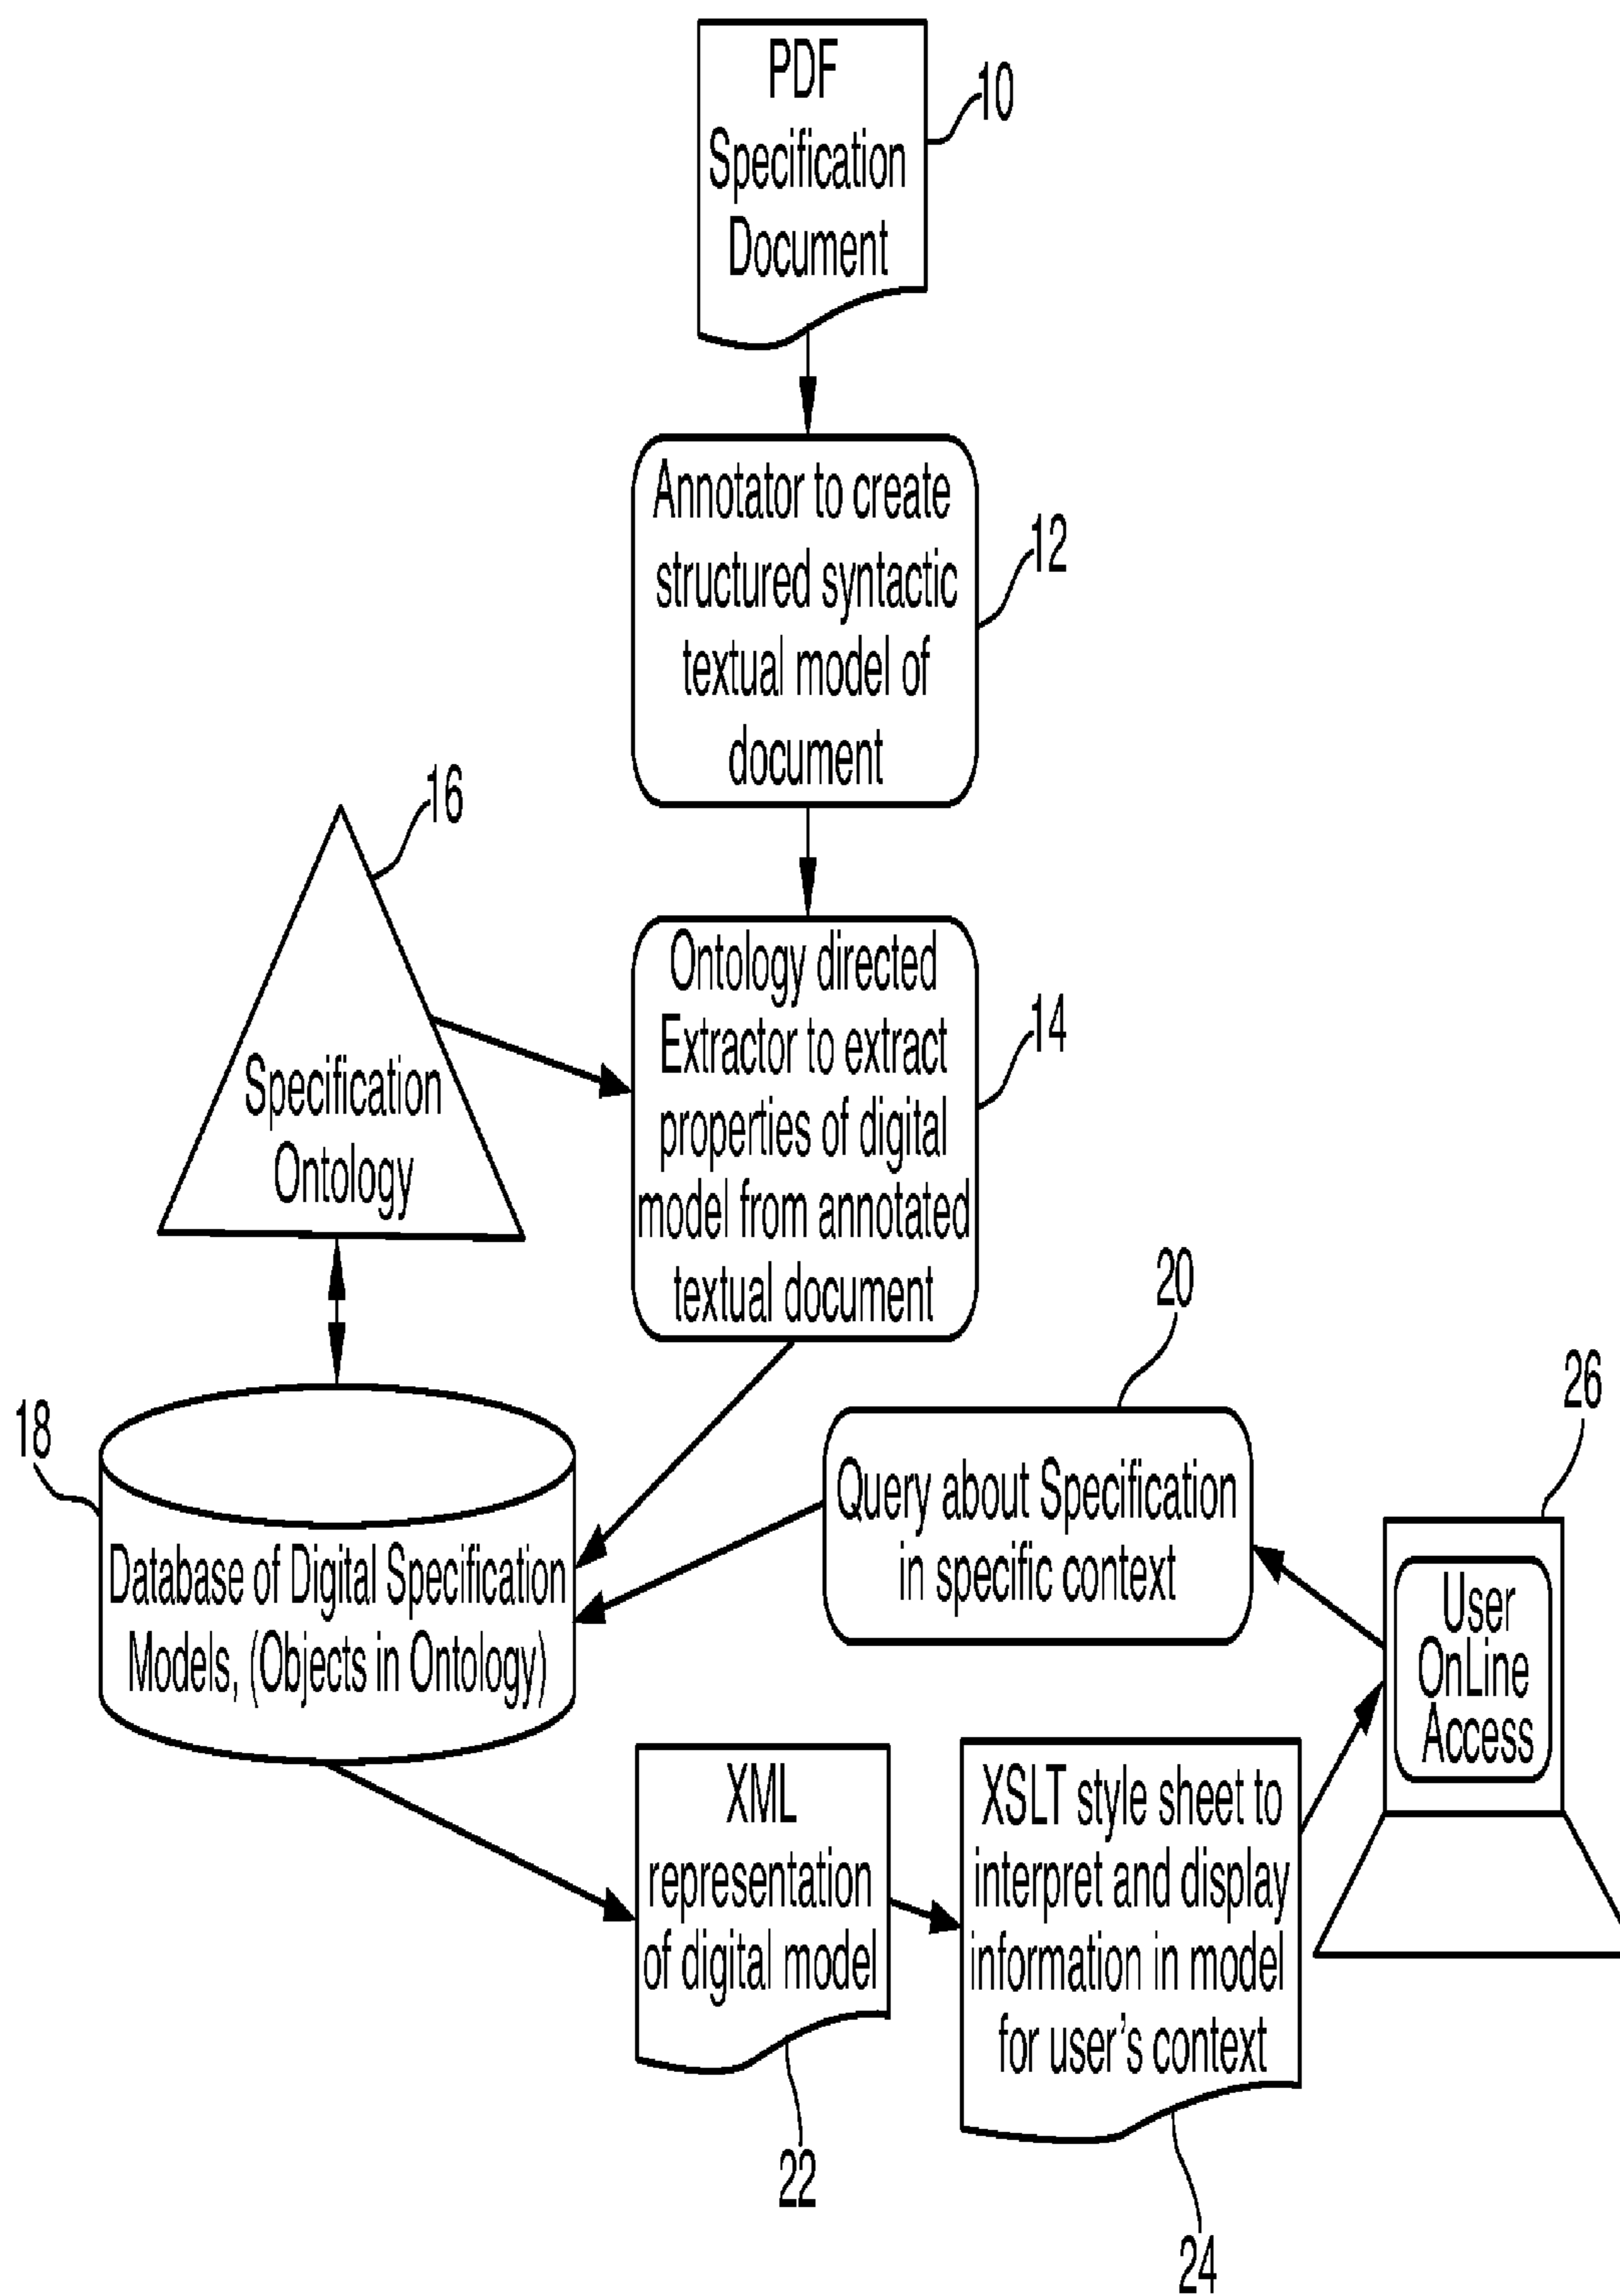 PDF
Specification
Document
10
Annotator to create
structured syntactic
textual model of
document
12
16
Specification
Ontology
Ontology directed
Extractor to extract
properties of digital
model from annotated
textual document
14
18
Database of Digital Specification
Models, (Objects in Ontology)
20
Query about Specification
in specific context
26
User
OnLine
Access
XML
representation
of digital model
22
XSLT style sheet to
interpret and display
information in model
for user's context
24